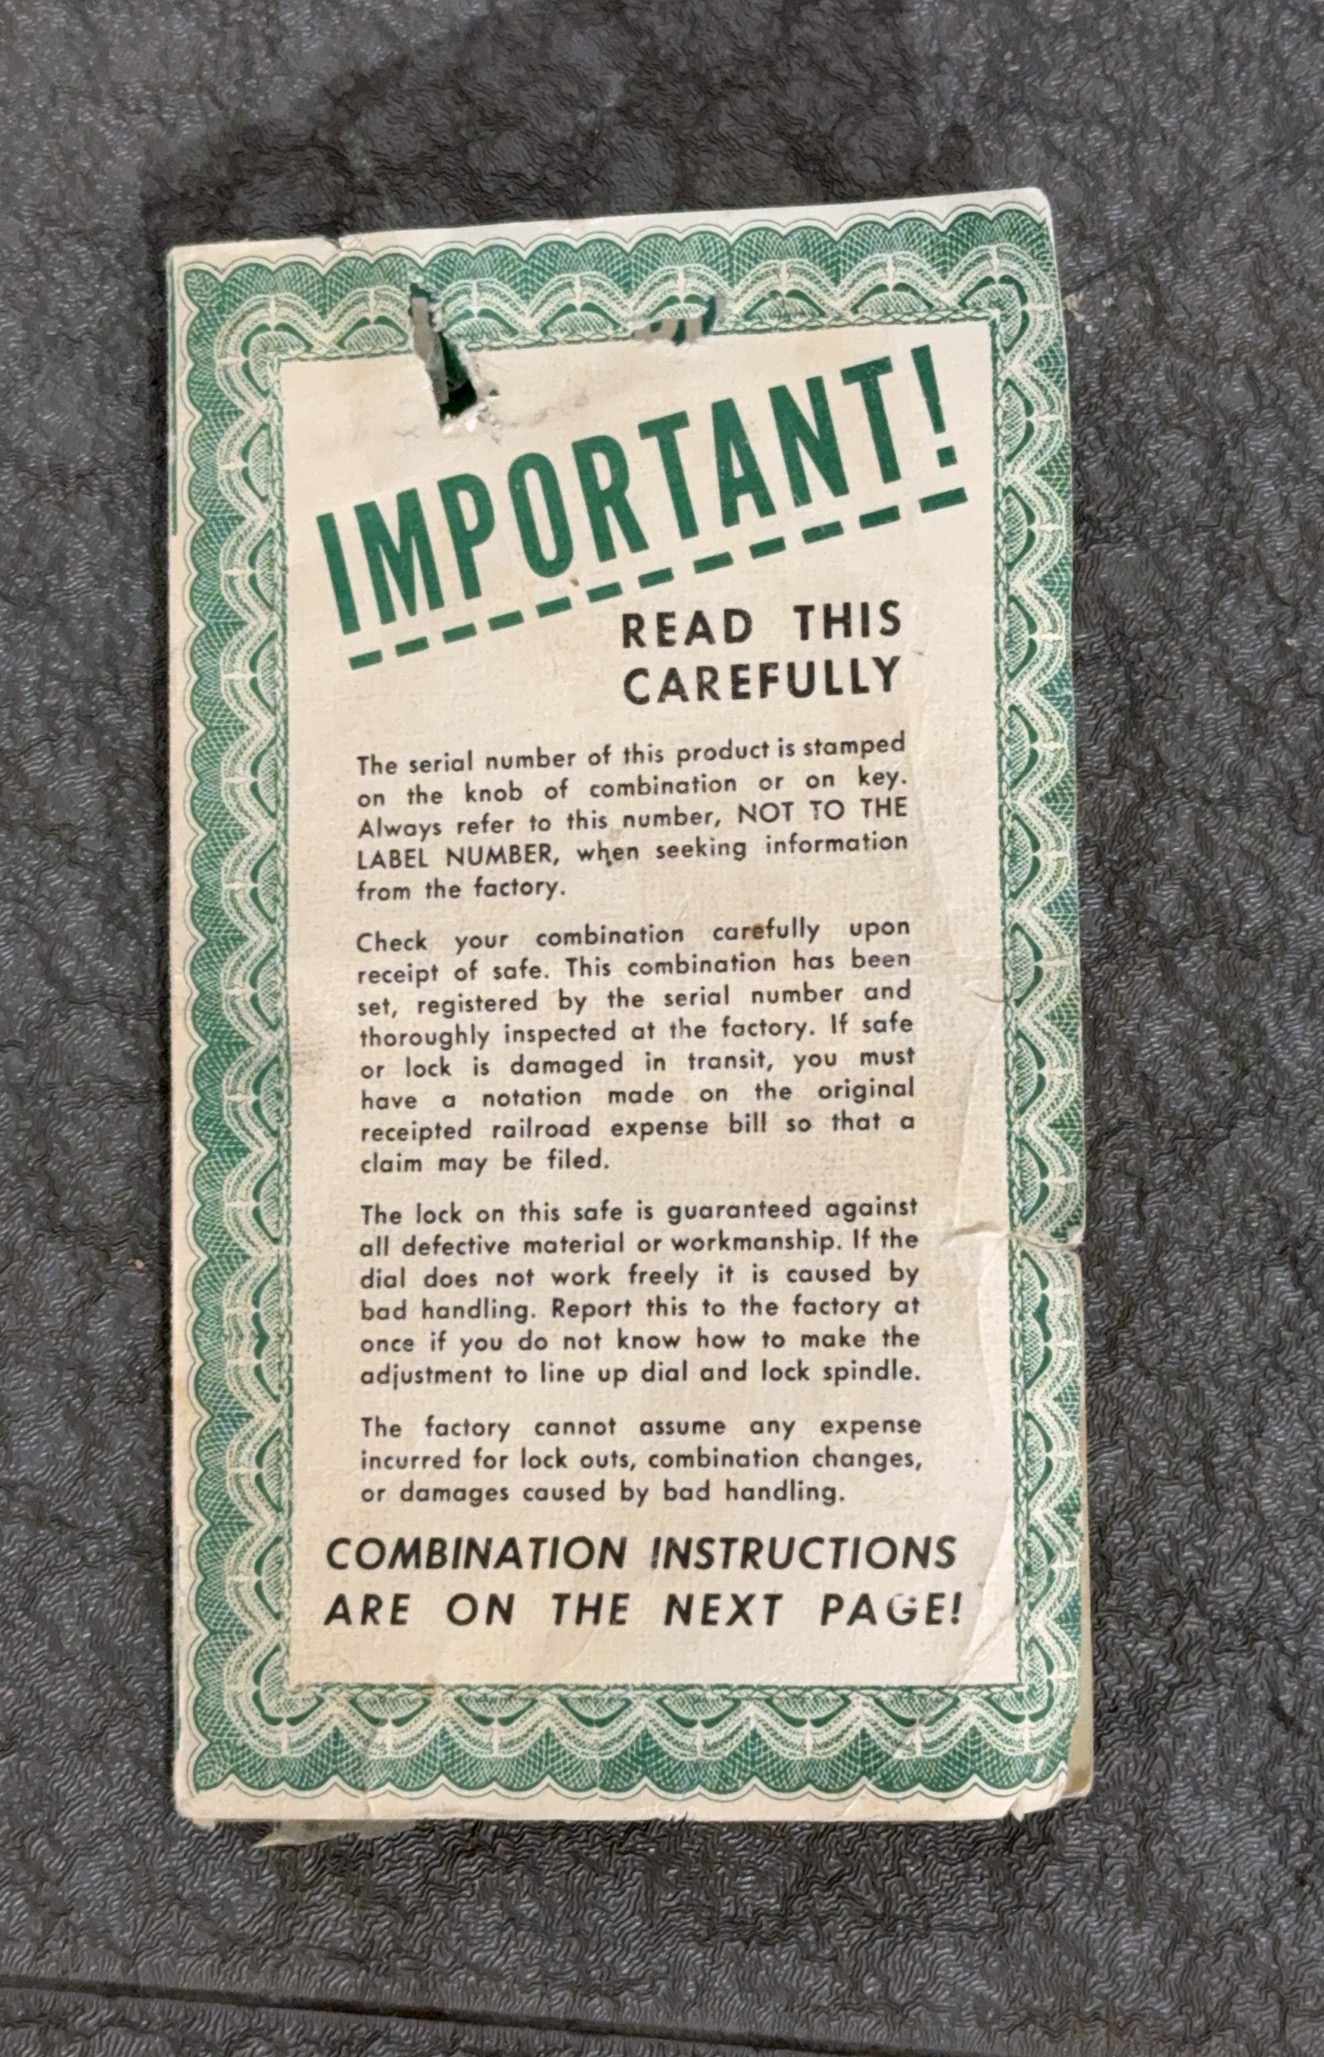 IMPORTANT!
READ THIS
CAREFULLY
The serial number of this product is stamped
on the knob of combination or on key.
Always refer to this number, NOT TO THE
LABEL NUMBER, when seeking information
from the factory.
Check your combination carefully upon
receipt of safe. This combination has been
set, registered by the serial number and
thoroughly inspected at the factory. If safe
or lock is damaged in transit, you must
have a notation made on the original
receipted railroad expense bill so that a
claim may be filed.
The lock on this safe is guaranteed against
all defective material or workmanship. If the
dial does not work freely it is caused by
bad handling. Report this to the factory at
once if you do not know how to make the
adjustment to line up dial and lock spindle.
The factory cannot assume any expense
incurred for lock outs, combination changes,
or damages caused by bad handling.
COMBINATION INSTRUCTIONS
ARE ON THE NEXT PAGE!